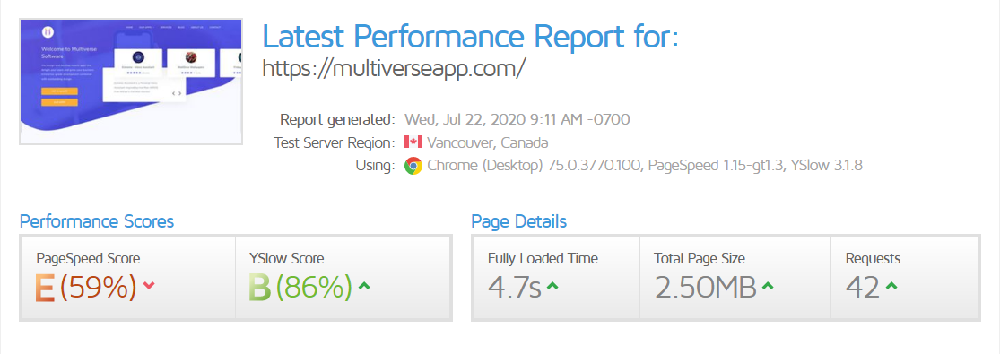 Latest Performance Report for:
https://multiverseapp.com/
Welcome to Multiverse
Software
Report generated: Wed, Jul 22, 2020 9:11 AM -0700
Test Server Region: Vancouver, Canada
Using: Chrome (Desktop) 75.0.3770.100, PageSpeed 1.15-gt1.3, YSlow 3.1.8
Performance Scores
PageSpeed Score
E (59%)
YSlow Score
B (86%)
Page Details
Fully Loaded Time
4.7s
Total Page Size
2.50MB
Requests
42